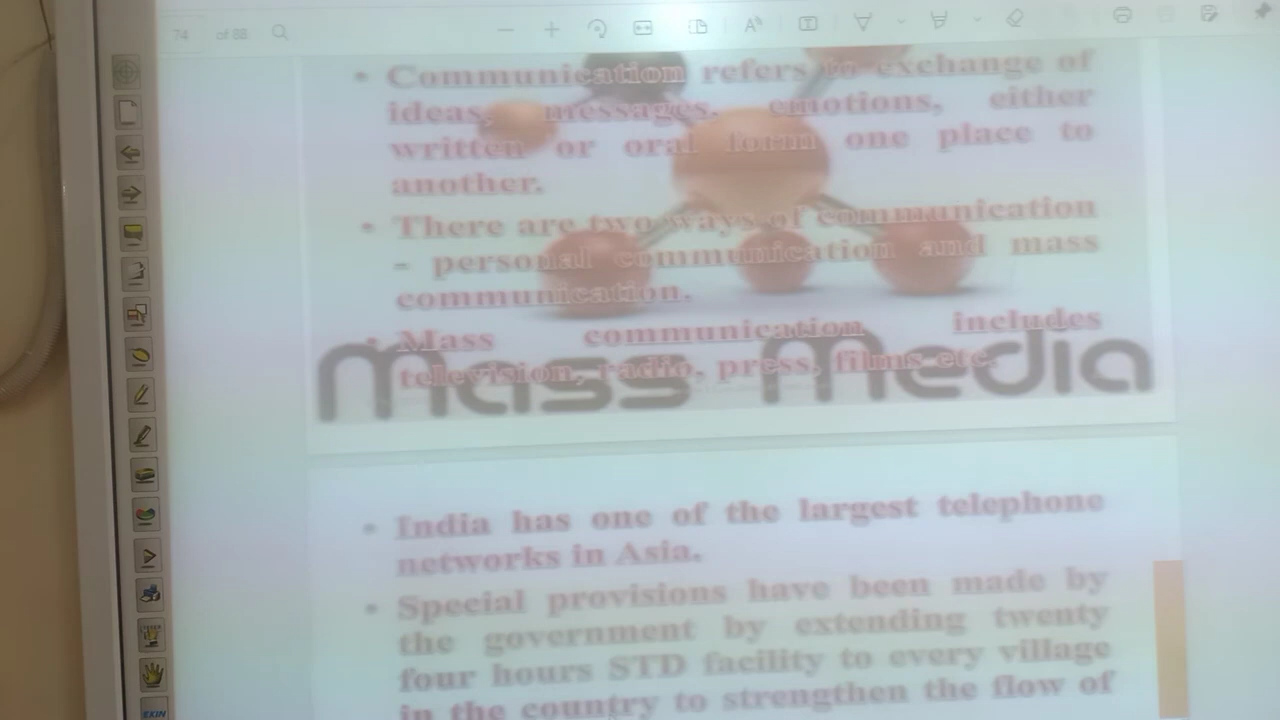 74 of 88
• Communication refers to exchange of
ideas, messages, emotions, either
written or oral form one place to
another.
• There are two ways of communication
- personal communication and mass
communication.
• Mass communication includes
television, radio, press, films etc.
Mass Media
• India has one of the largest telephone
networks in Asia.
• Special provisions have been made by
the government by extending twenty
four hours STD facility to every village
in the country to strengthen the flow of